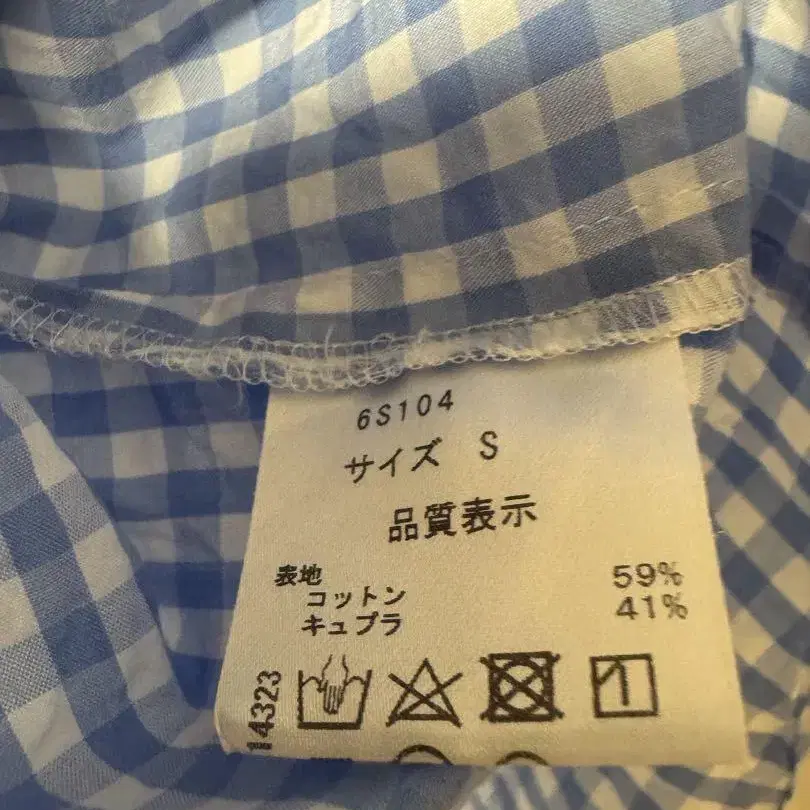 6S104
サイズ S
品質表示
表地
コットン 59%
キュプラ 41%
14323